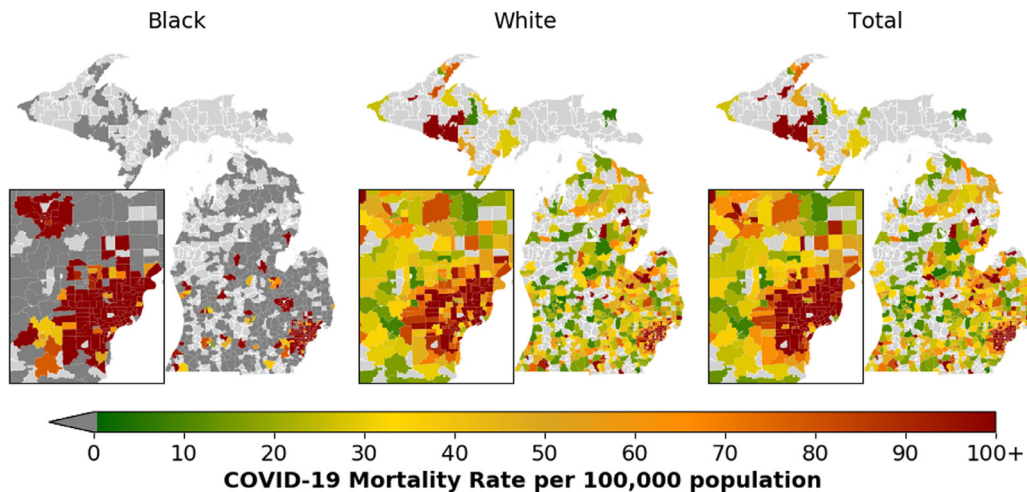 Black White Total
0 10 20 30 40 50 60 70 80 90 100+
COVID-19 Mortality Rate per 100,000 population